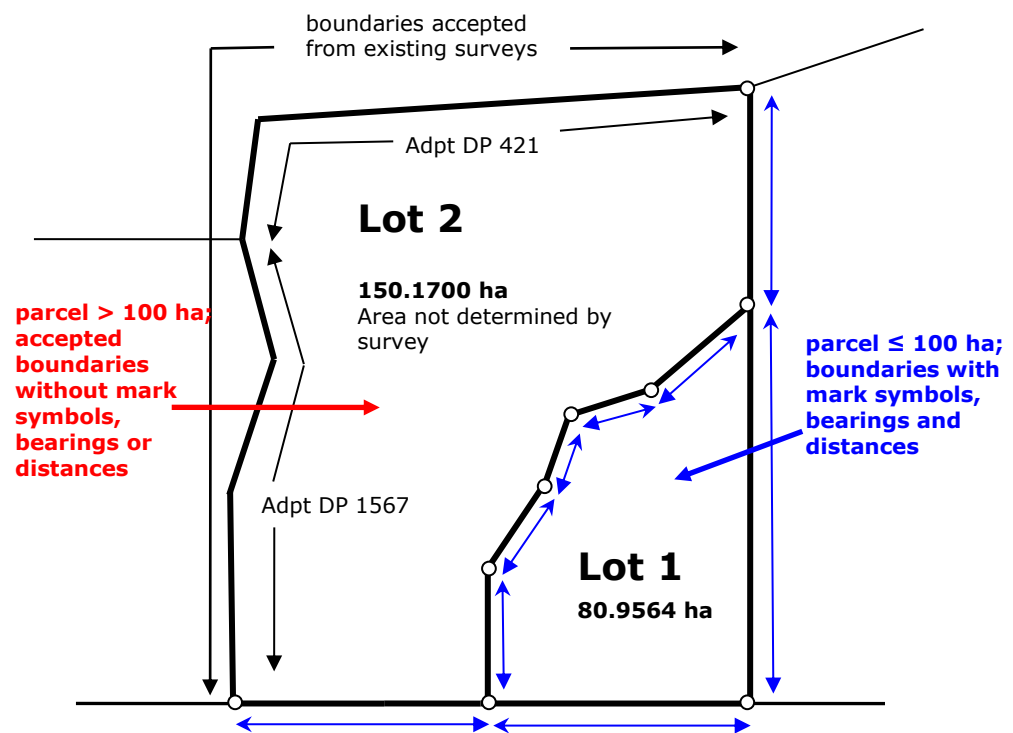 boundaries accepted
from existing surveys
Adpt DP 421
Lot 2
150.1700 ha
Area not determined by
survey
parcel > 100 ha;
accepted
boundaries
without mark
symbols,
bearings or
distances
parcel ≤ 100 ha;
boundaries with
mark symbols,
bearings and
distances
Adpt DP 1567
Lot 1
80.9564 ha